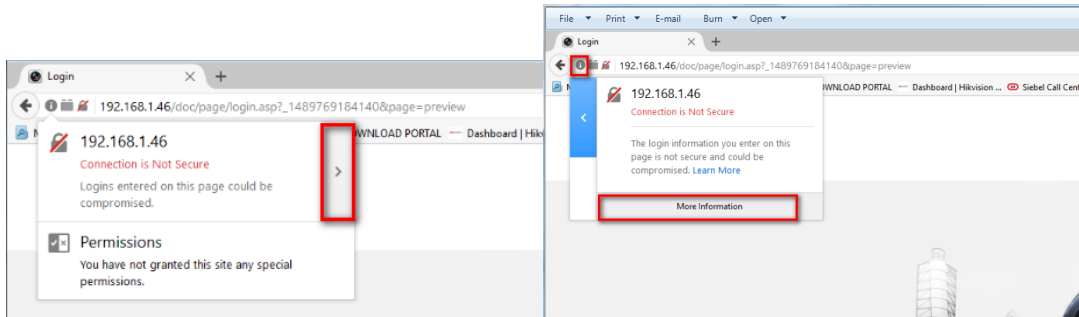 Login
192.168.1.46/doc/page/login.asp?_1489769184140&page=preview
WNLOAD PORTAL Dashboard | Hik
192.168.1.46
Connection is Not Secure
Logins entered on this page could be
compromised.
Permissions
You have not granted this site any special
permissions.
File Print E-mail Burn Open
Login
192.168.1.46/doc/page/login.asp?_1489769184140&page=preview
WNLOAD PORTAL Dashboard | Hikvision ... Siebel Call Cent
192.168.1.46
Connection is Not Secure
The login information you enter on this
page is not secure and could be
compromised. Learn More
More Information